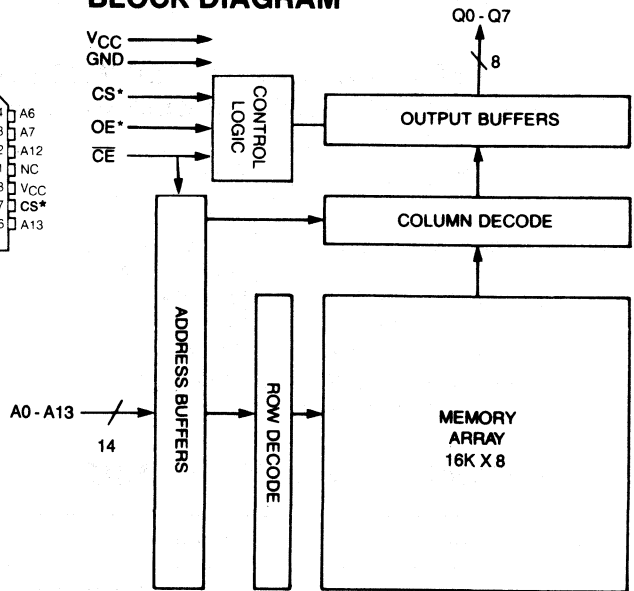 BLOCK DIAGRAM
VCC
GND
CS*
OE*
CE
CONTROL LOGIC
Q0 - Q7
8
OUTPUT BUFFERS
COLUMN DECODE
ADDRESS BUFFERS
ROW DECODE
MEMORY
ARRAY
16K X 8
A0 - A13
14
A6
A7
A12
NC
VCC
CS*
A13